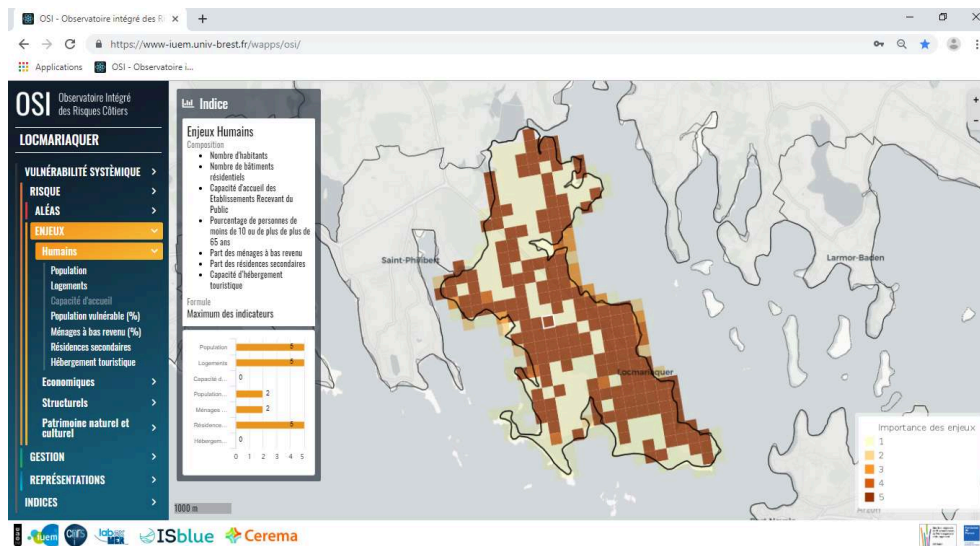 OSI - Observatoire intégré des R
https://www-iuem.univ-brest.fr/wapps/osi/
Applications
OSI - Observatoire i...
OSI
Observatoire Intégré
des Risques Côtiers
LOCMARIAQUER
VULNÉRABILITÉ SYSTÈMIQUE
RISQUE
ALÉAS
ENJEUX
Humains
Population
Logements
Capacité d'accueil
Population vulnérable (%)
Ménages à bas revenu (%)
Résidences secondaires
Hébergement touristique
Economiques
Structurels
Patrimoine naturel et
culturel
GESTION
REPRÉSENTATIONS
INDICES
Indice
Enjeux Humains
Composition
Nombre d'habitants
Nombre de bâtiments
résidentiels
Capacité d'accueil des
Etablissements Recevant du
Public
Pourcentage de personnes de
moins de 10 ou de plus de plus de
65 ans
Part des ménages à bas revenu
Part des résidences secondaires
Capacité d'hébergement
touristique
Formule
Maximum des indicateurs
Population 5
Logements 5
Capacité d... 0
Population... 2
Ménages ... 2
Résidence... 5
Hébergem... 0
0 1 2 3 4 5
1000 m
Saint-Philibert
Locmariaquer
Larmor-Baden
Importance des enjeux
1
2
3
4
5
iuem
cnrs
ISblue
Cerema